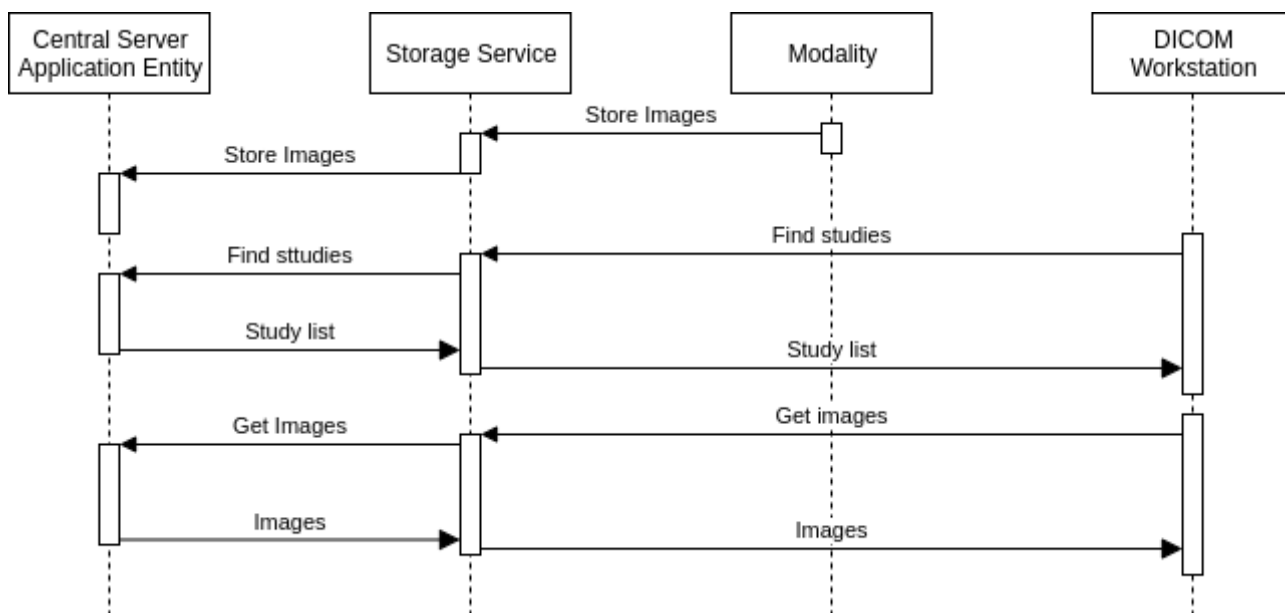 Central Server
Application Entity
Storage Service
Modality
DICOM
Workstation
Store Images
Store Images
Find studies
Find sttudies
Study list
Study list
Get images
Get Images
Images
Images